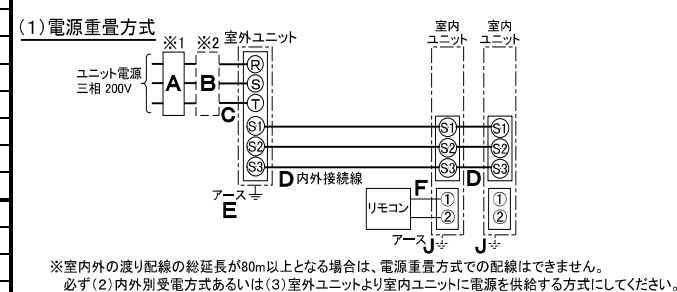 (1)電源重畳方式
※1 ※2 室外ユニット 室内ユニット 室内ユニット
ユニット電源
三相 200V
A B C
R
S
T
S1 S1 S1
S2 S2 S2
S3 S3 S3
D 内外接続線 D
アース
E
リモコン F ① ①
② ②
アース J J
※室内外の渡り配線の総延長が80m以上となる場合は、電源重畳方式での配線はできません。
必ず(2)内外別受電方式あるいは(3)室外ユニットより室内ユニットに電源を供給する方式にしてください。